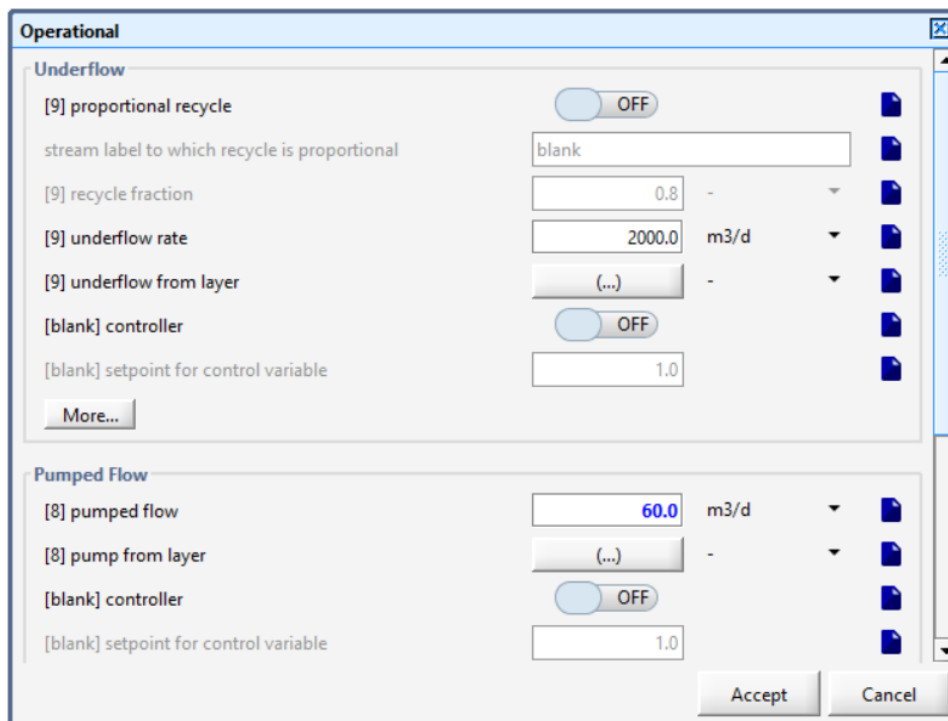 Operational
Underflow
[9] proportional recycle OFF
stream label to which recycle is proportional blank
[9] recycle fraction 0.8 -
[9] underflow rate 2000.0 m3/d
[9] underflow from layer (...) -
[blank] controller OFF
[blank] setpoint for control variable 1.0
More...
Pumped Flow
[8] pumped flow 60.0 m3/d
[8] pump from layer (...) -
[blank] controller OFF
[blank] setpoint for control variable 1.0
Accept Cancel